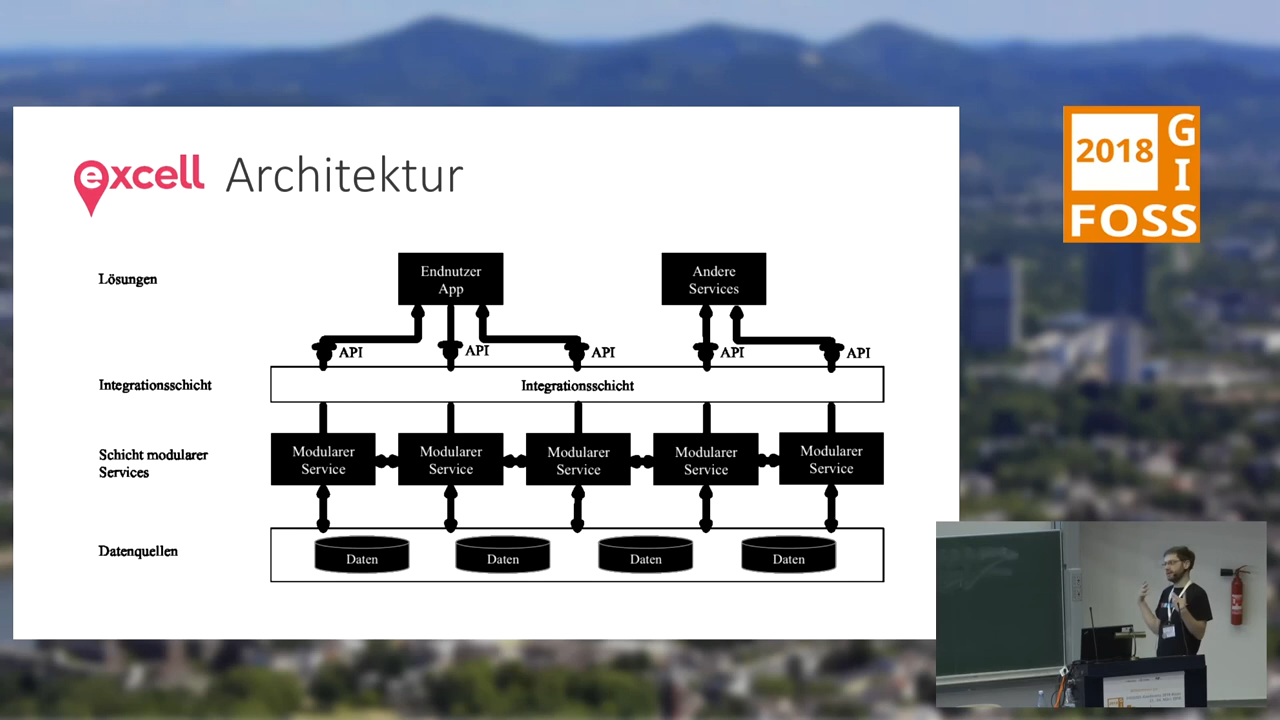 excell Architektur
Lösungen
Endnutzer
App
Andere
Services
API
API
API
API
API
Integrationsschicht
Integrationsschicht
Schicht modularer
Services
Modularer
Service
Modularer
Service
Modularer
Service
Modularer
Service
Modularer
Service
Datenquellen
Daten
Daten
Daten
Daten
2018
GI
FOSS